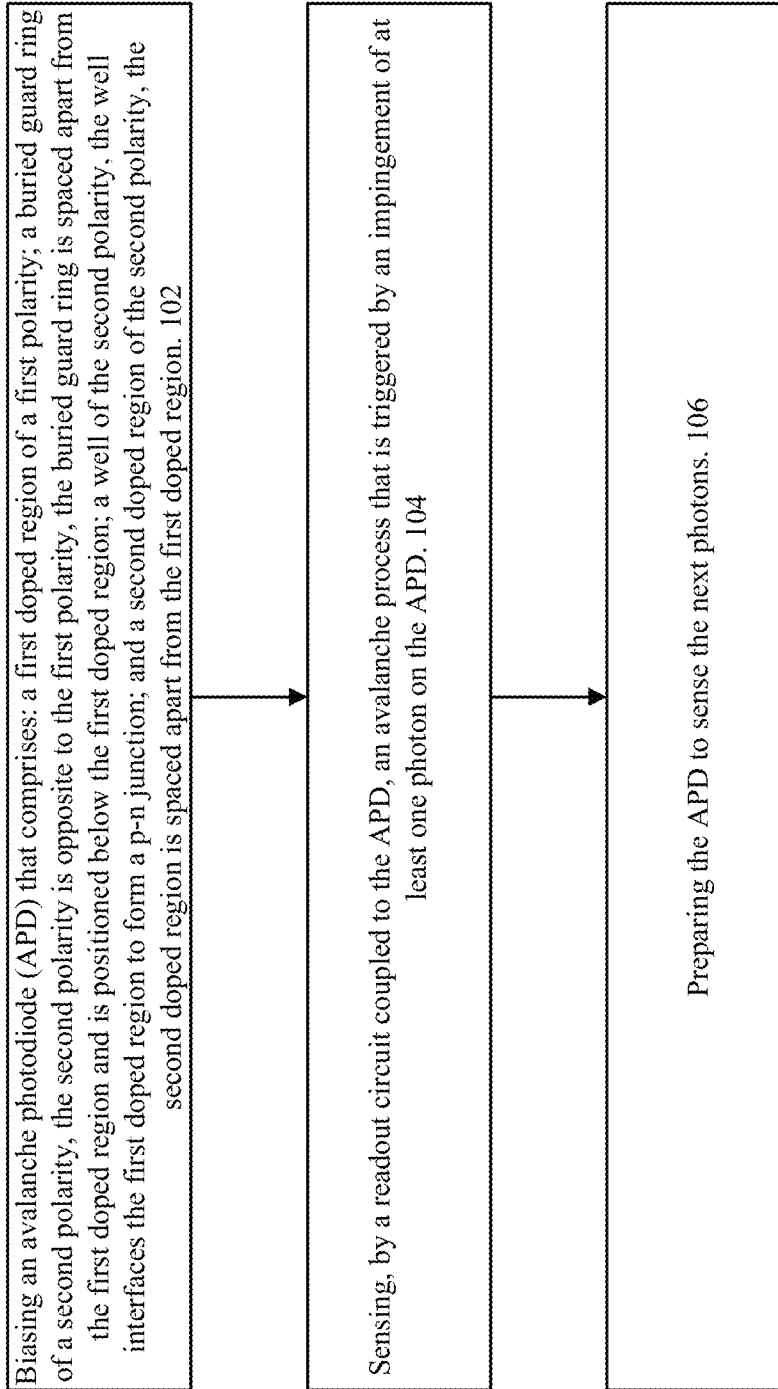 Biasing an avalanche photodiode (APD) that comprises: a first doped region of a first polarity; a buried guard ring
of a second polarity, the second polarity is opposite to the first polarity, the buried guard ring is spaced apart from
the first doped region and is positioned below the first doped region; a well of the second polarity, the well
interfaces the first doped region to form a p-n junction; and a second doped region of the second polarity, the
second doped region is spaced apart from the first doped region. 102
Sensing, by a readout circuit coupled to the APD, an avalanche process that is triggered by an impingement of at
least one photon on the APD. 104
Preparing the APD to sense the next photons. 106